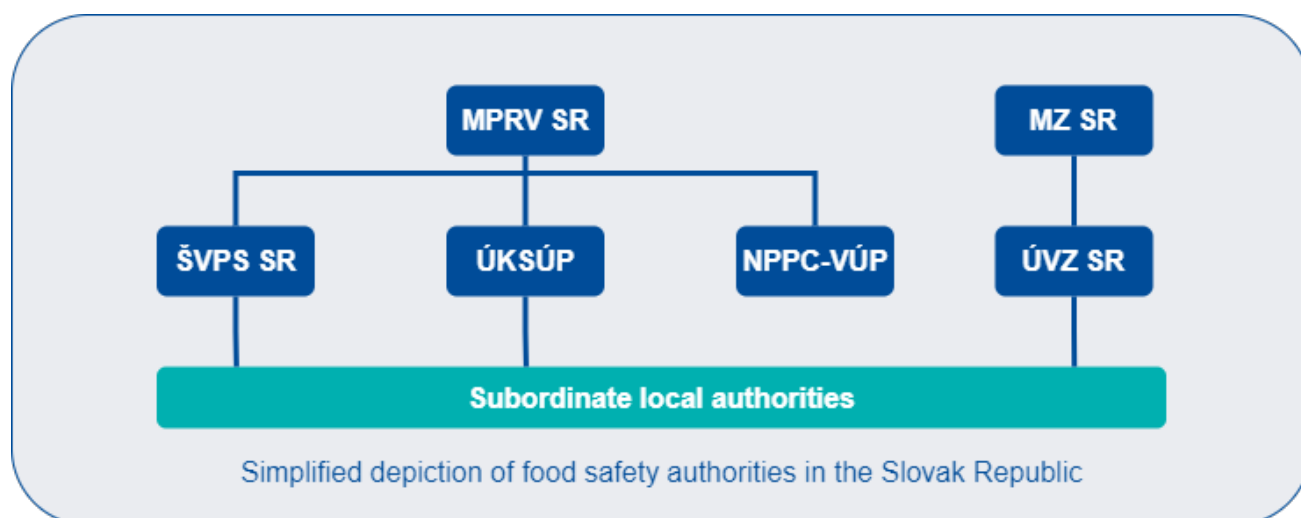 MPRV SR
MZ SR
ŠVPS SR
ÚKSÚP
NPPC-VÚP
ÚVZ SR
Subordinate local authorities
Simplified depiction of food safety authorities in the Slovak Republic